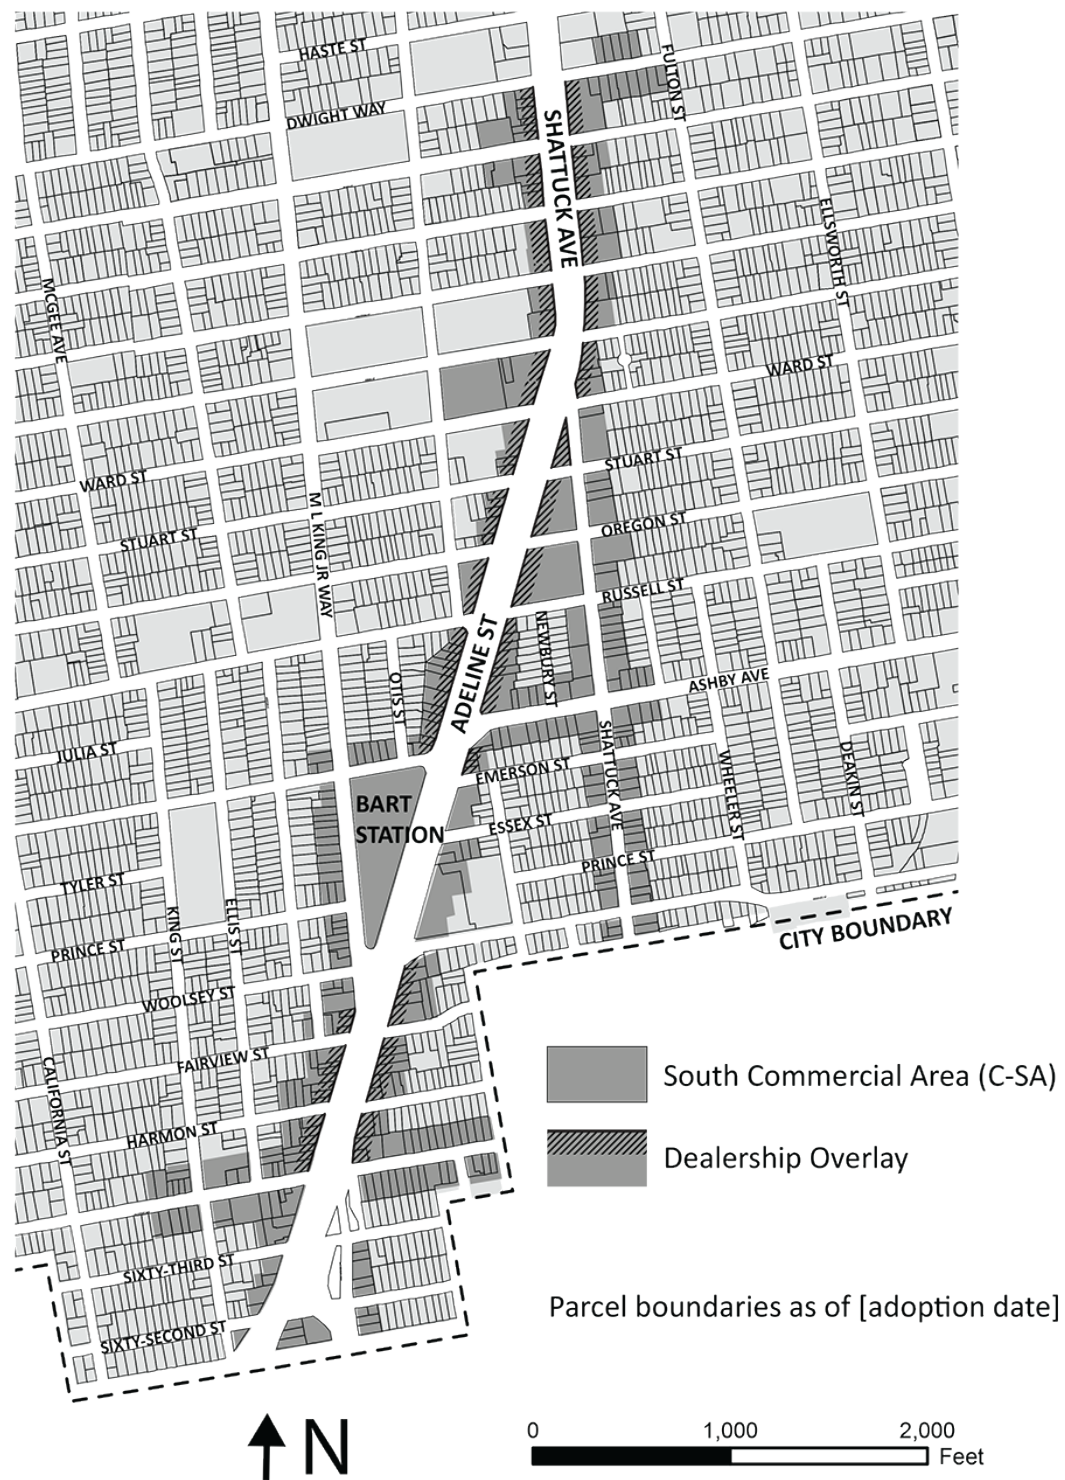 HASTE ST
DWIGHT WAY
FULTON ST
SHATTUCK AVE
ELLSWORTH ST
MCGEE AVE
WARD ST
WARD ST
STUART ST
STUART ST
OREGON ST
M L KING JR WAY
RUSSELL ST
NEWBURY ST
ADELINE ST
OTIS ST
ASHBY AVE
JULIA ST
SHATTUCK AVE
EMERSON ST
WHEELER ST
DEAKIN ST
BART
STATION
ESSEX ST
PRINCE ST
TYLER ST
KING ST
ELLIS ST
PRINCE ST
CITY BOUNDARY
WOOLSEY ST
FAIRVIEW ST
CALIFORNIA ST
HARMON ST
South Commercial Area (C-SA)
Dealership Overlay
SIXTY-THIRD ST
Parcel boundaries as of [adoption date]
SIXTY-SECOND ST
N
0 1,000 2,000
Feet